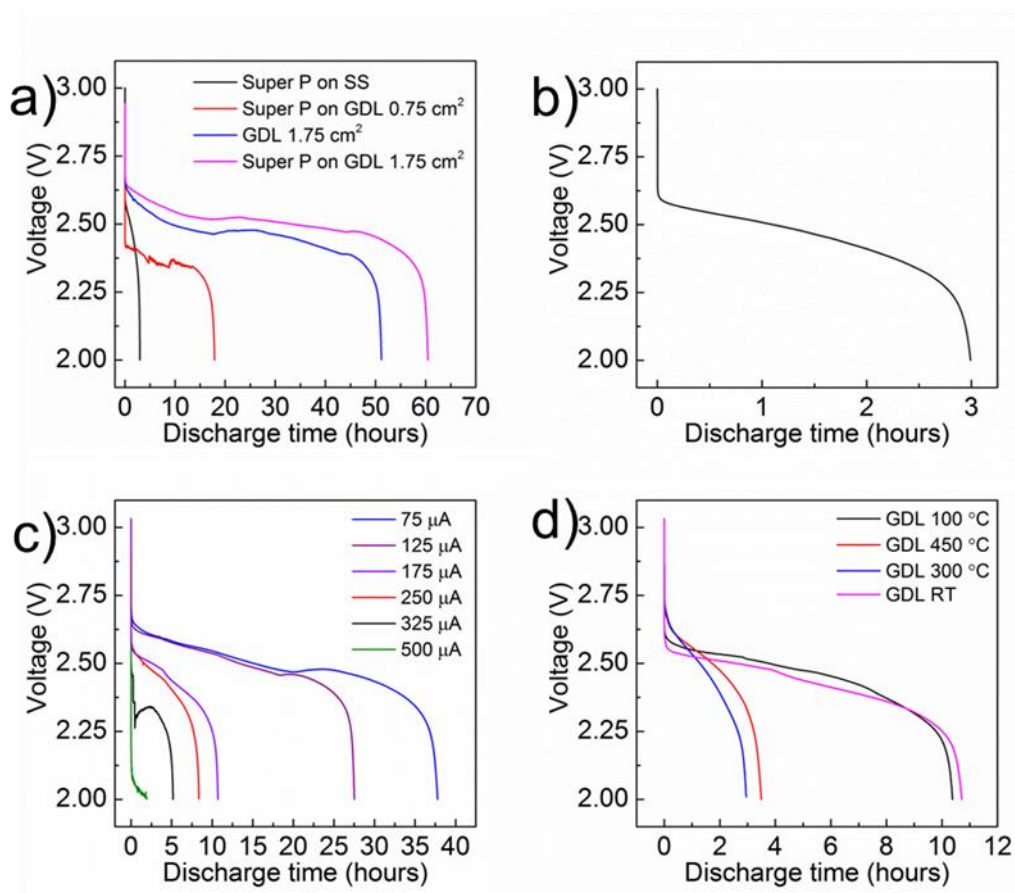 a)
3.00
2.75
2.50
2.25
2.00
Voltage (V)
Super P on SS
Super P on GDL 0.75 cm²
GDL 1.75 cm²
Super P on GDL 1.75 cm²
0 10 20 30 40 50 60 70
Discharge time (hours)
b)
3.00
2.75
2.50
2.25
2.00
Voltage (V)
0 1 2 3
Discharge time (hours)
c)
3.00
2.75
2.50
2.25
2.00
Voltage (V)
75 µA
125 µA
175 µA
250 µA
325 µA
500 µA
0 5 10 15 20 25 30 35 40
Discharge time (hours)
d)
3.00
2.75
2.50
2.25
2.00
Voltage (V)
GDL 100 °C
GDL 450 °C
GDL 300 °C
GDL RT
0 2 4 6 8 10 12
Discharge time (hours)